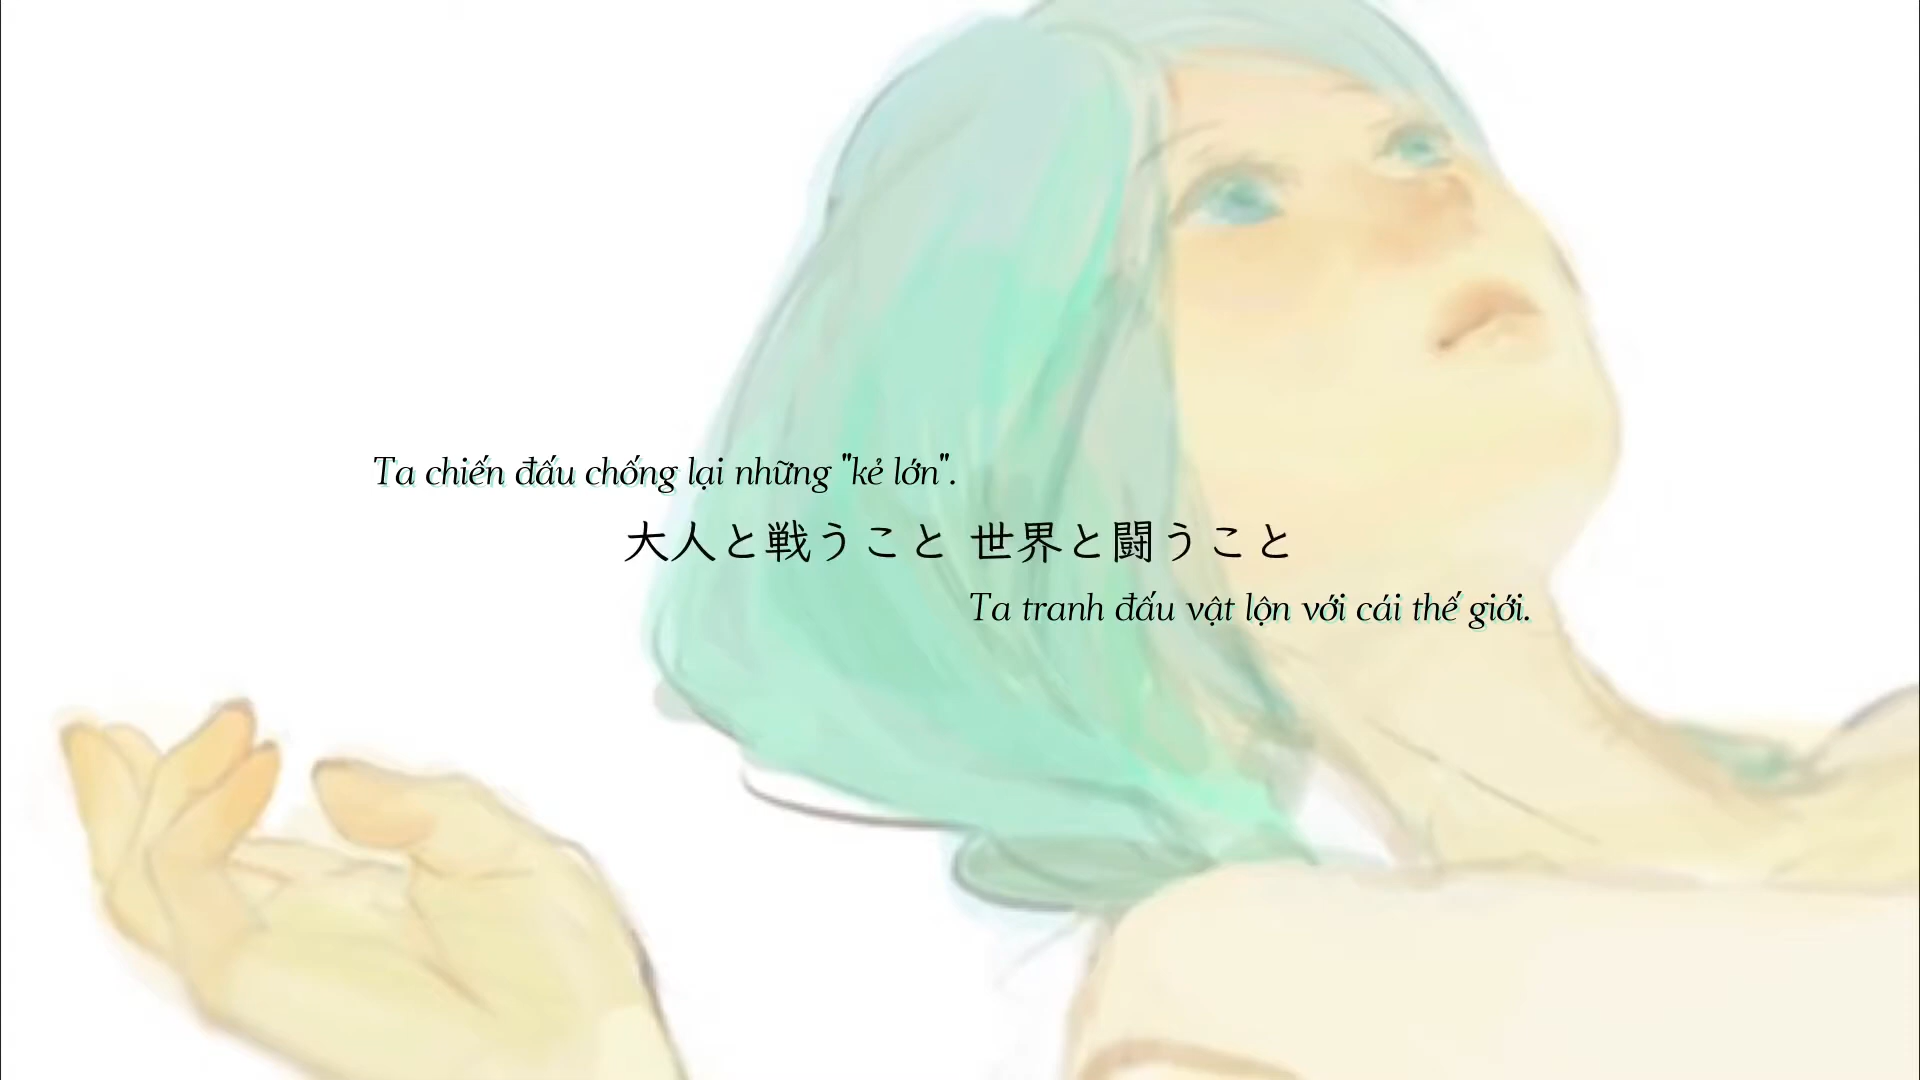 Ta chiến đấu chống lại những "kẻ lớn".
大人と戦うこと 世界と闘うこと
Ta tranh đấu vật lộn với cái thế giới.